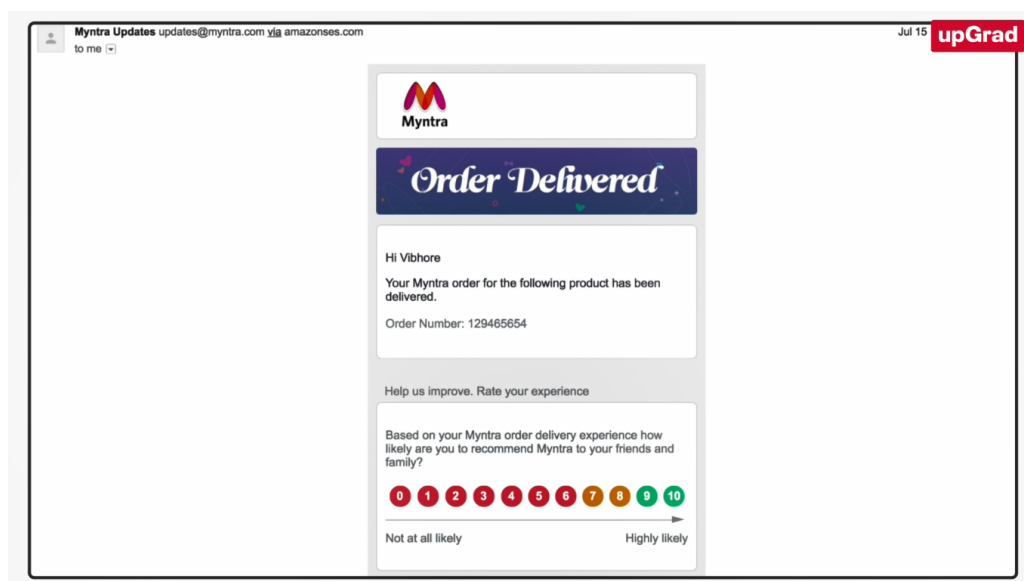 Myntra Updates updates@myntra.com via amazonses.com
Jul 15
upGrad
to me
Myntra
Order Delivered
Hi Vibhore
Your Myntra order for the following product has been
delivered.
Order Number: 129465654
Help us improve. Rate your experience
Based on your Myntra order delivery experience how
likely are you to recommend Myntra to your friends and
family?
0 1 2 3 4 5 6 7 8 9 10
Not at all likely Highly likely